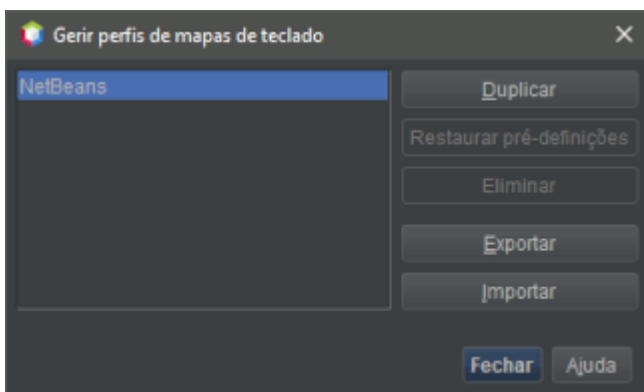 Gerir perfis de mapas de teclado
NetBeans
Duplicar
Restaurar pré-definições
Eliminar
Exportar
Importar
Fechar
Ajuda